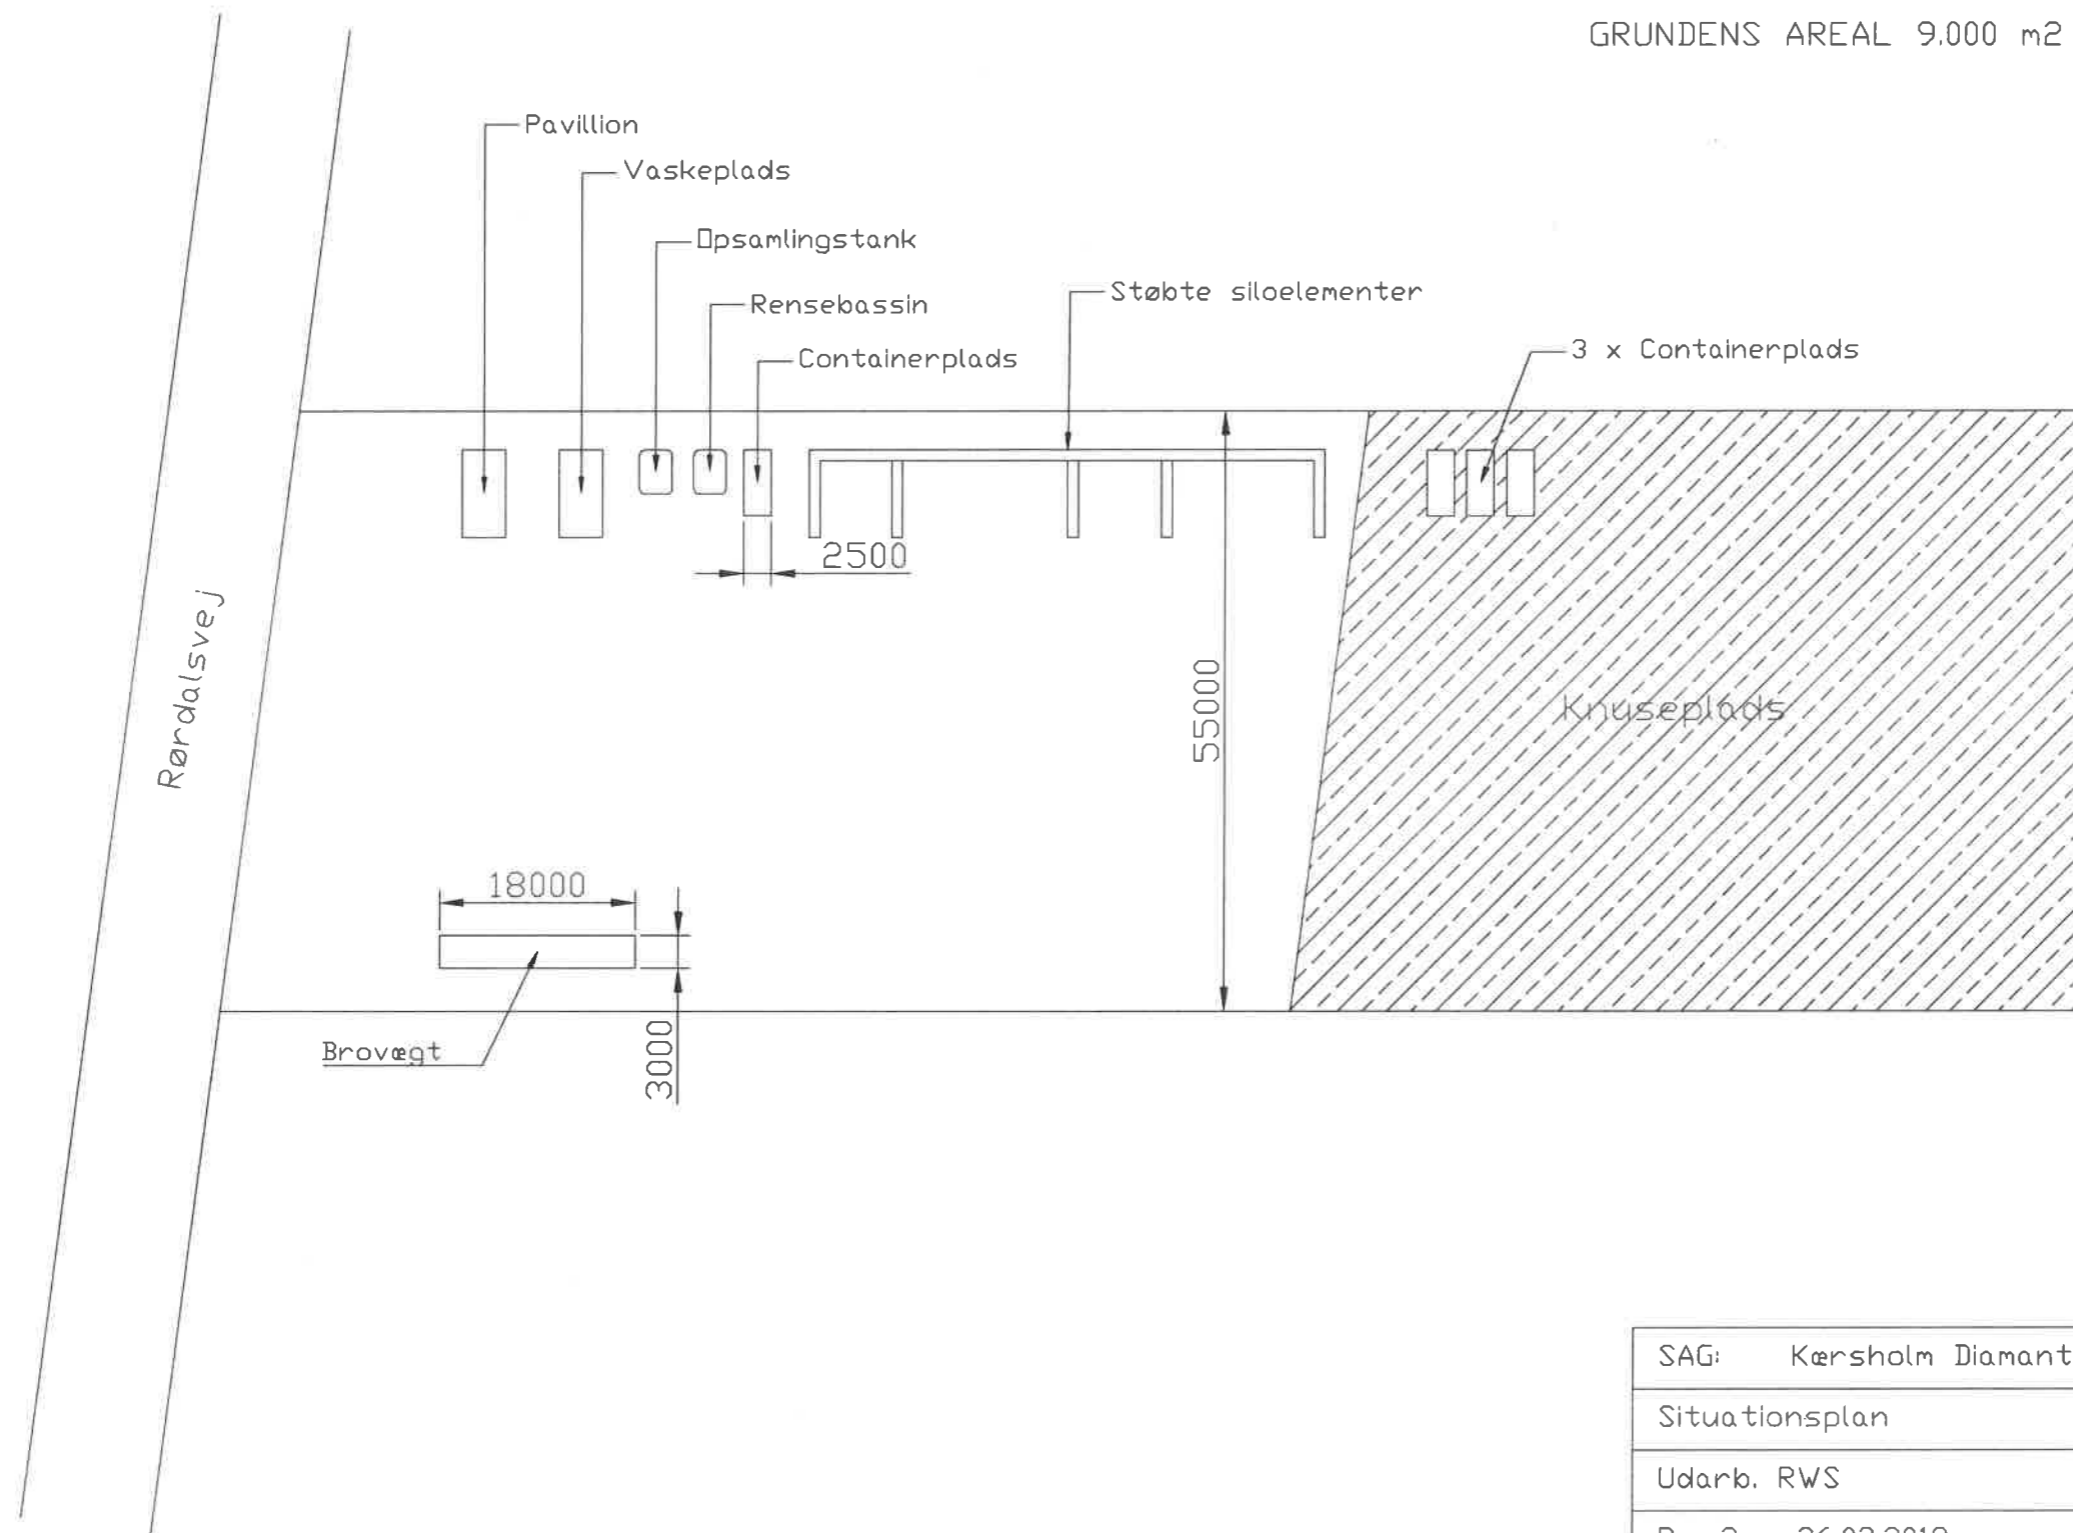 GRUNDENS AREAL 9.000 m2
Pavillion
Vaskeplads
Opsamlingstank
Rensebassin
Støbte siloelementer
Containerplads
3 x Containerplads
2500
Rørdalsvej
55000
Knuseplads
18000
3000
Brovægt
SAG: Kærsholm Diamant
Situationsplan
Udarb. RWS